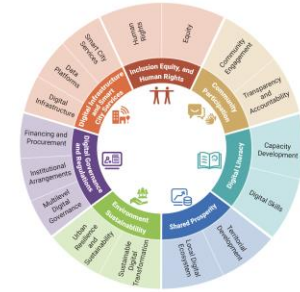 Human
Rights
Equity
Community
Engagement
Transparency
and
Accountability
Capacity
Development
Digital Skills
Territorial
Development
Local Digital
Ecosystem
Sustainable
Digital
Transformation
Urban
Resilience
and
Sustainability
Multilevel
Digital
Governance
Institutional
Arrangements
Financing and
Procurement
Digital
Infrastructure
Data
Platforms
Smart City
Services
Inclusion Equity, and
Human Rights
Community
Participation
Digital Literacy
Shared Prosperity
Environment
Sustainability
Digital Governance
and Regulations
Digital Infrastructure
and Smart
City Services